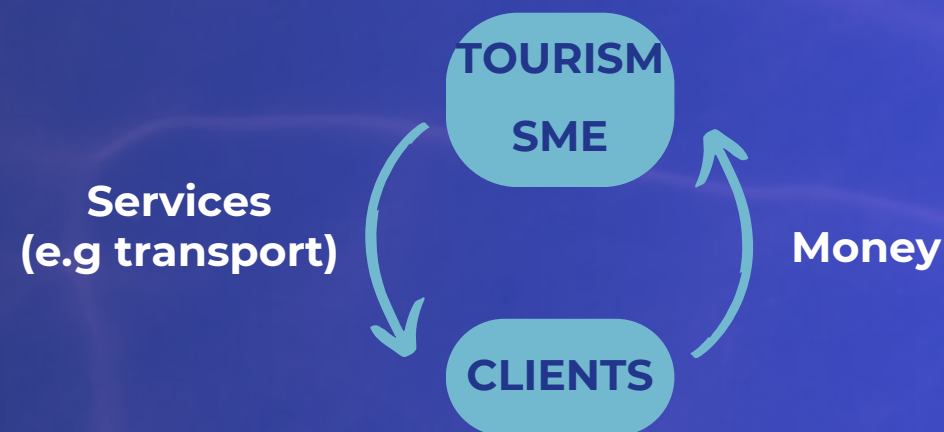 TOURISM
SME
Services
(e.g transport)
Money
CLIENTS